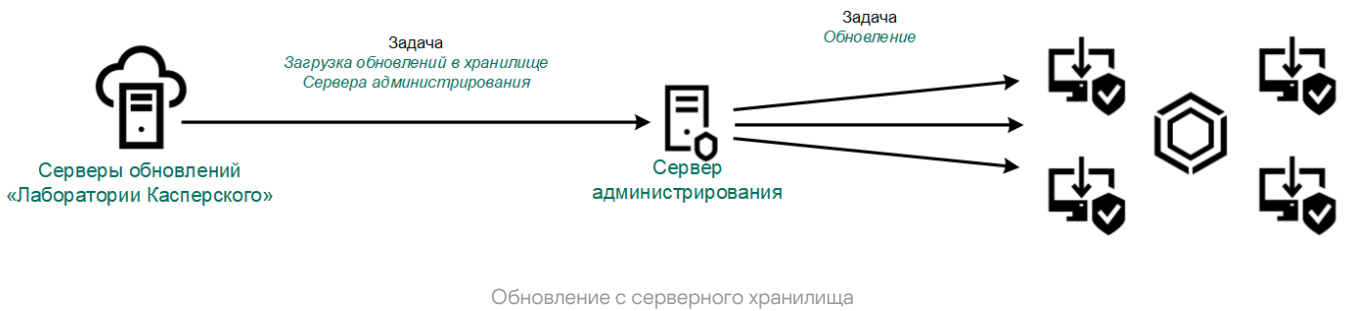 Задача
Загрузка обновлений в хранилище
Сервера администрирования
Задача
Обновление
Серверы обновлений
«Лаборатории Касперского»
Сервер
администрирования
Обновление с серверного хранилища